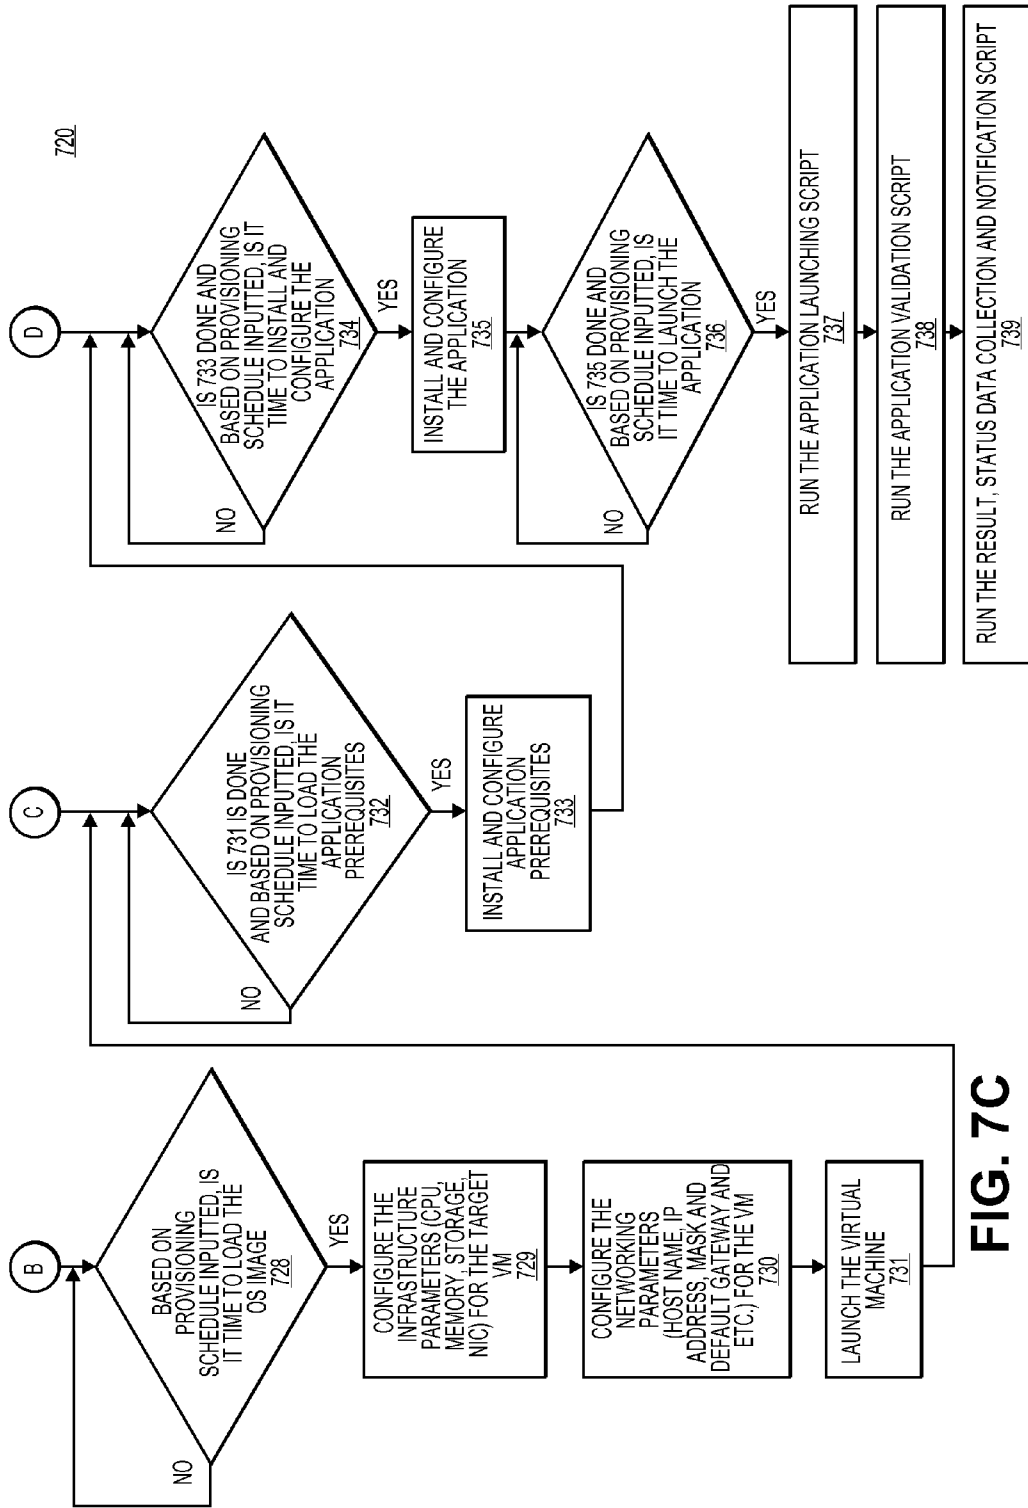 720
B
BASED ON
PROVISIONING
SCHEDULE INPUTTED, IS
IT TIME TO LOAD THE
OS IMAGE
728
NO
YES
CONFIGURE THE
INFRASTRUCTURE
PARAMETERS (CPU,
MEMORY, STORAGE,
NIC) FOR THE TARGET
VM
729
CONFIGURE THE
NETWORKING
PARAMETERS
(HOST NAME, IP
ADDRESS, MASK AND
DEFAULT GATEWAY AND
ETC.) FOR THE VM
730
LAUNCH THE VIRTUAL
MACHINE
731
C
IS 731 IS DONE
AND BASED ON PROVISIONING
SCHEDULE INPUTTED, IS IT
TIME TO LOAD THE
APPLICATION
PREREQUISITES
732
NO
YES
INSTALL AND CONFIGURE
APPLICATION
PREREQUISITES
733
D
IS 733 DONE AND
BASED ON PROVISIONING
SCHEDULE INPUTTED, IS IT
TIME TO INSTALL AND
CONFIGURE THE
APPLICATION
734
NO
YES
INSTALL AND CONFIGURE
THE APPLICATION
735
IS 735 DONE AND
BASED ON PROVISIONING
SCHEDULE INPUTTED, IS
IT TIME TO LAUNCH THE
APPLICATION
736
NO
YES
RUN THE APPLICATION LAUNCHING SCRIPT
737
RUN THE APPLICATION VALIDATION SCRIPT
738
RUN THE RESULT, STATUS DATA COLLECTION AND NOTIFICATION SCRIPT
739
FIG. 7C